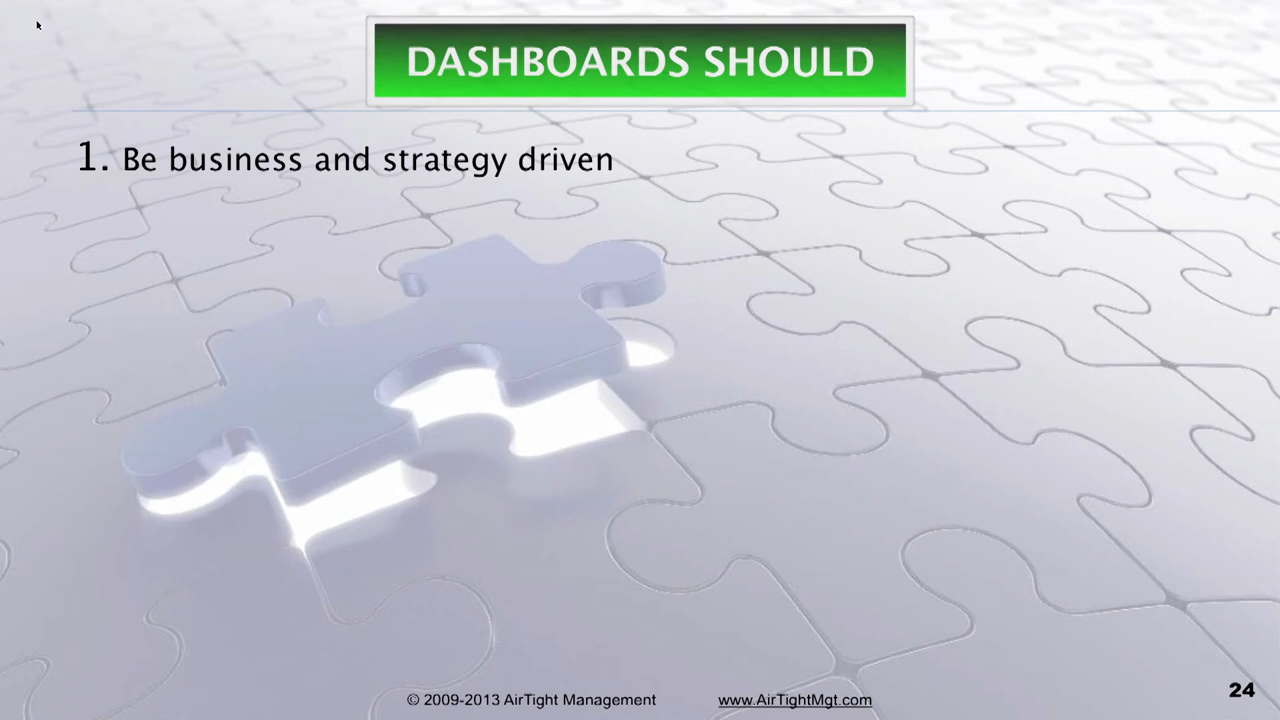 DASHBOARDS SHOULD
1. Be business and strategy driven
© 2009-2013 AirTight Management www.AirTightMgt.com
24